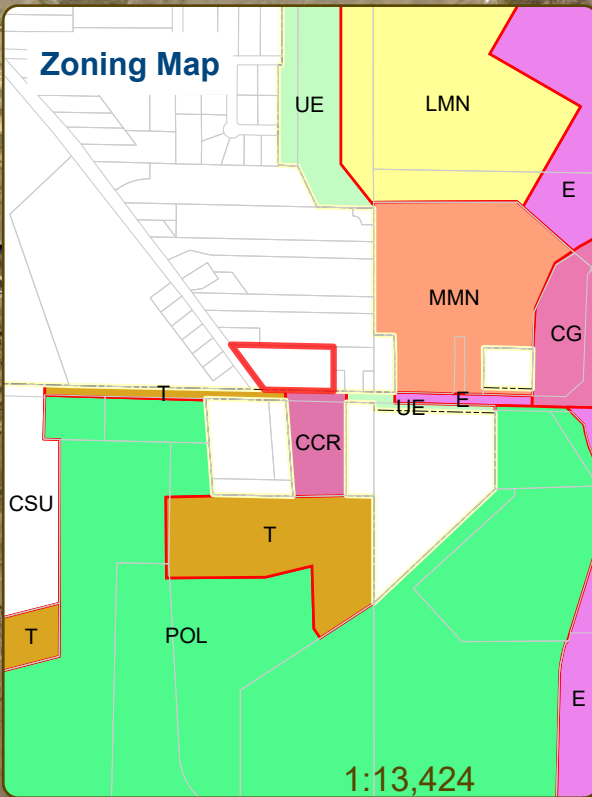 Zoning Map
UE
LMN
E
MMN
CG
T
UE
E
CCR
CSU
T
T
POL
E
1:13,424